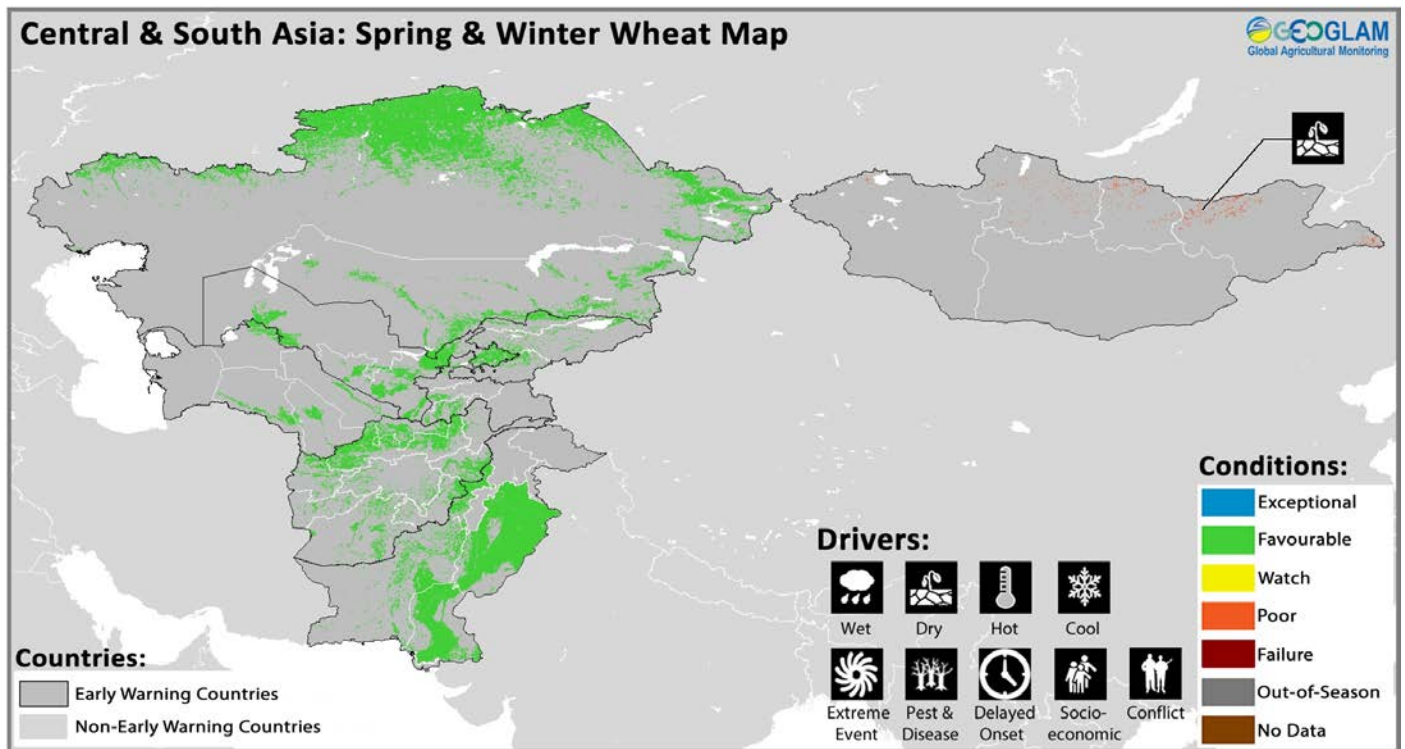 Central & South Asia: Spring & Winter Wheat Map
GEOGLAM
Global Agricultural Monitoring
Countries:
Early Warning Countries
Non-Early Warning Countries
Drivers:
Wet
Dry
Hot
Cool
Extreme
Event
Pest &
Disease
Delayed
Onset
Socio-
economic
Conflict
Conditions:
Exceptional
Favourable
Watch
Poor
Failure
Out-of-Season
No Data